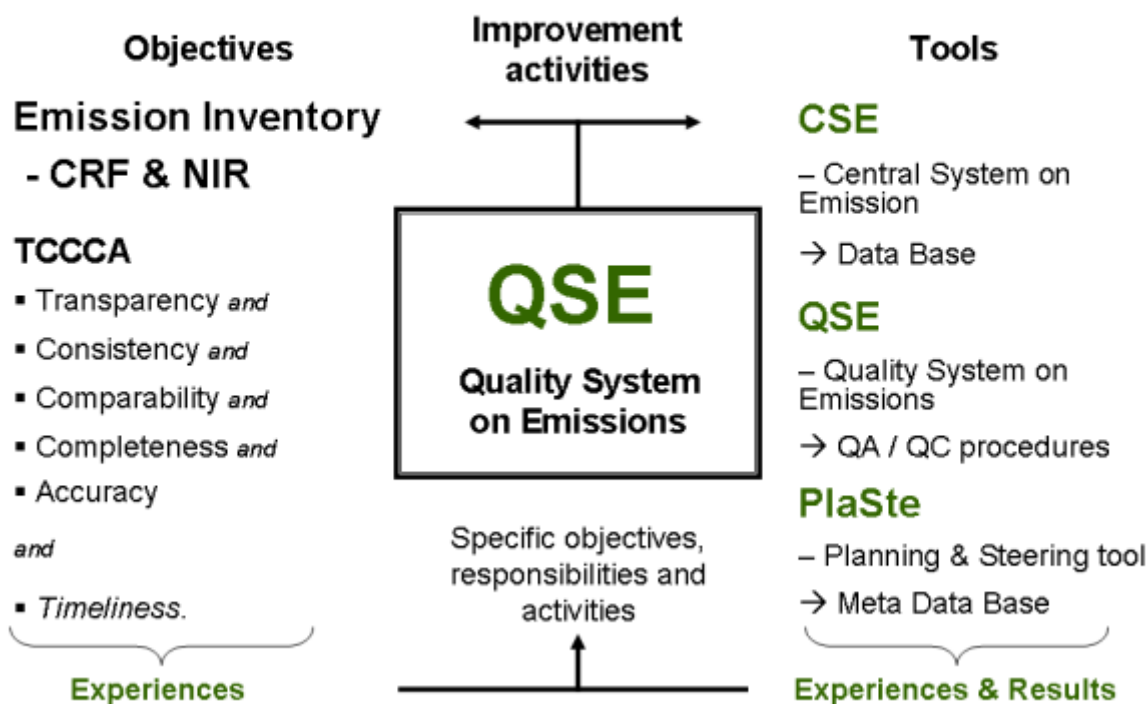 Objectives
Emission Inventory
- CRF & NIR
TCCCA
▪ Transparency and
▪ Consistency and
▪ Comparability and
▪ Completeness and
▪ Accuracy
and
▪ Timeliness.
Experiences
Improvement
activities
QSE
Quality System
on Emissions
Specific objectives,
responsibilities and
activities
Tools
CSE
– Central System on
Emission
→ Data Base
QSE
– Quality System on
Emissions
→ QA / QC procedures
PlaSte
– Planning & Steering tool
→ Meta Data Base
Experiences & Results